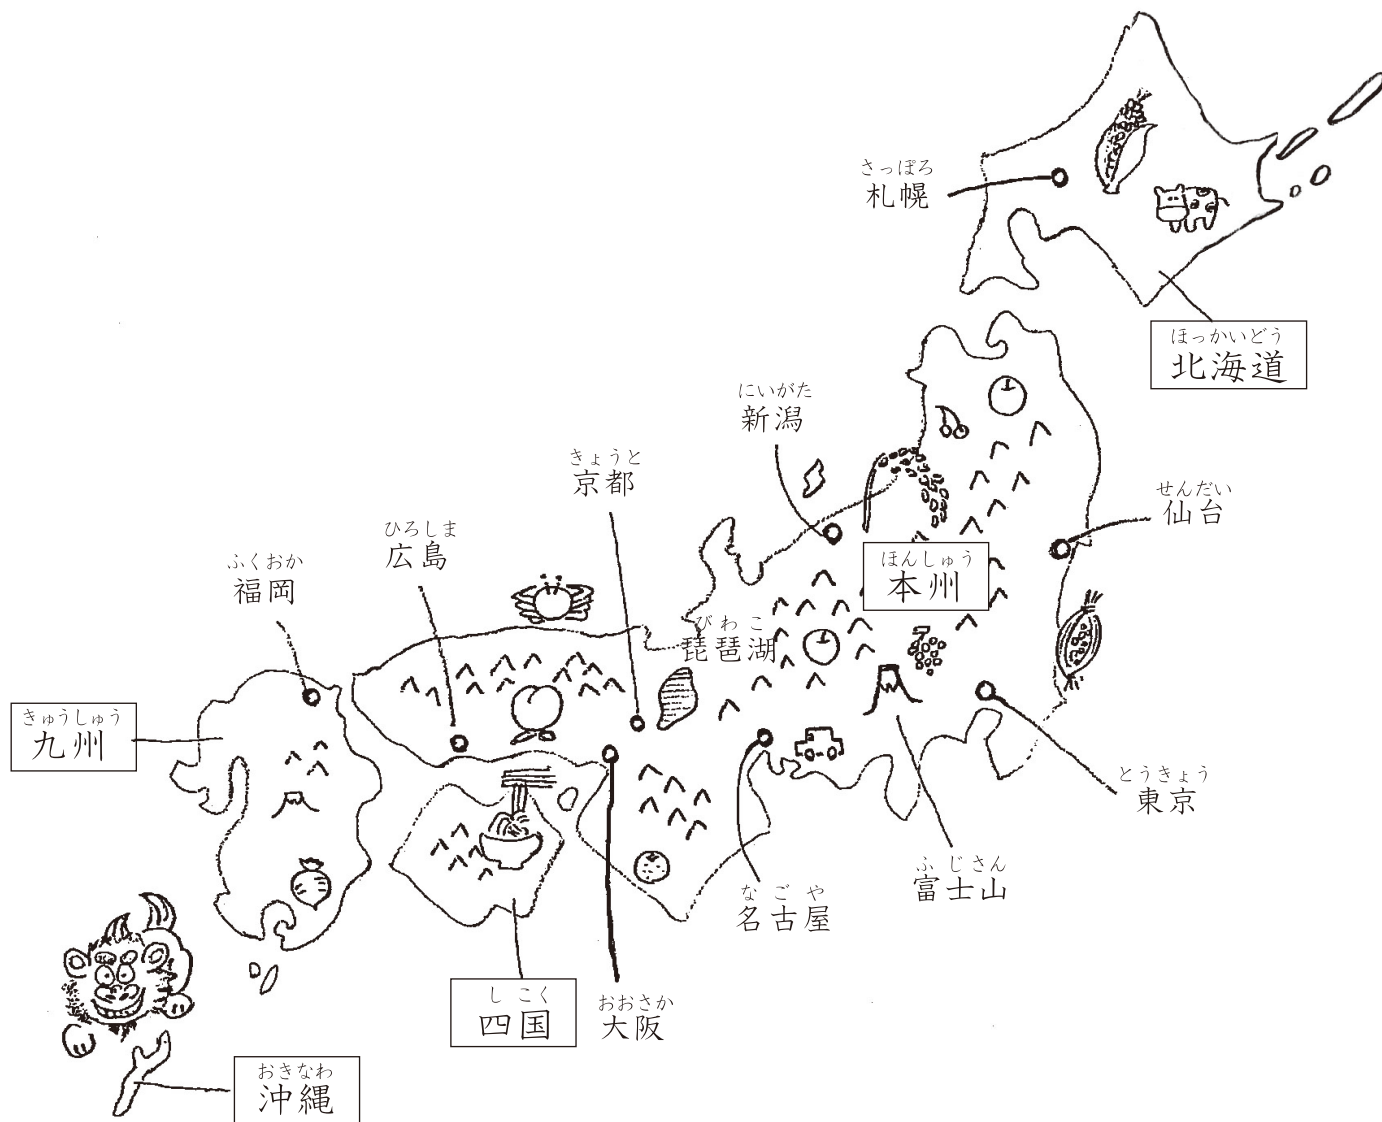 さっぽろ
札幌
ほっかいどう
北海道
にいがた
新潟
きょうと
京都
せんだい
仙台
ひろしま
広島
ふくおか
福岡
ほんしゅう
本州
びわこ
琵琶湖
きゅうしゅう
九州
とうきょう
東京
ふじさん
富士山
なごや
名古屋
しこく
四国
おおさか
大阪
おきなわ
沖縄